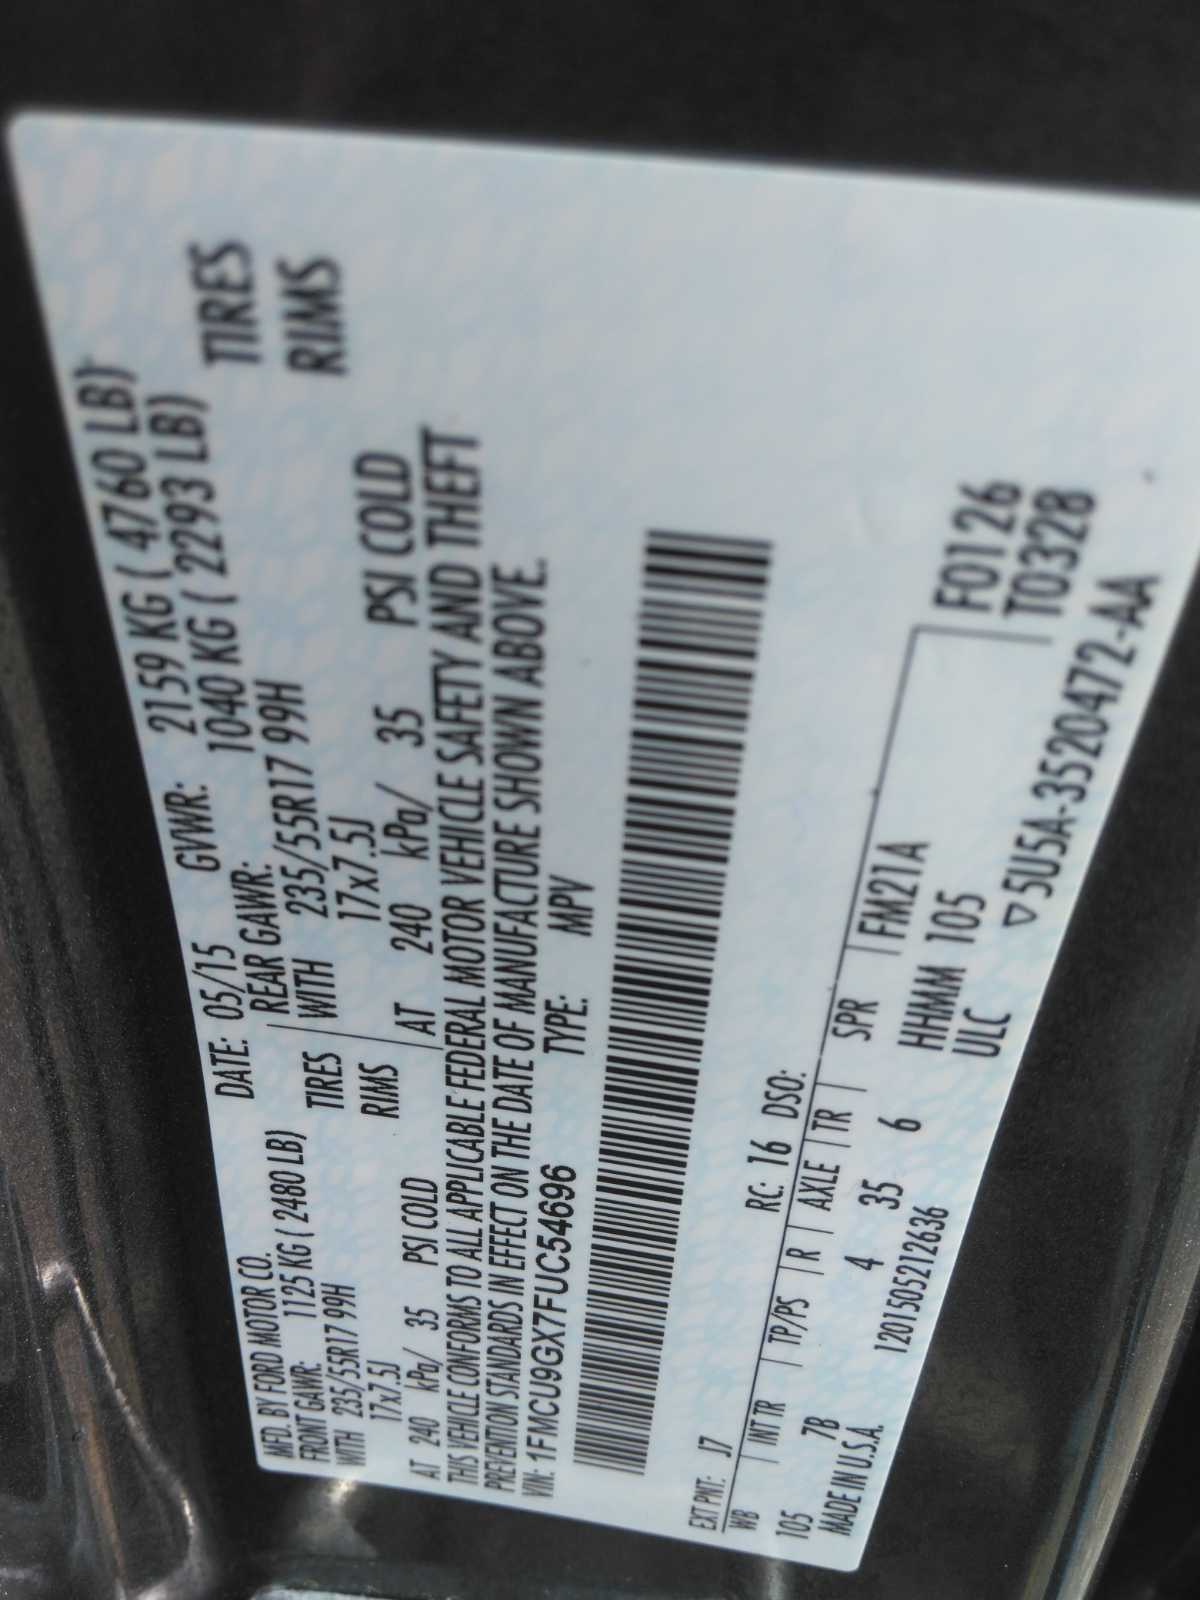 MFD. BY FORD MOTOR CO. DATE: 05/15 GVWR: 2159 KG ( 4760 LB)
FRONT GAWR: 1125 KG ( 2480 LB) REAR GAWR: 1040 KG ( 2293 LB)
WITH 235/55R17 99H TIRES WITH 235/55R17 99H TIRES
17x7.5J RIMS 17x7.5J RIMS
AT 240 kPa/ 35 PSI COLD AT 240 kPa/ 35 PSI COLD
THIS VEHICLE CONFORMS TO ALL APPLICABLE FEDERAL MOTOR VEHICLE SAFETY AND THEFT
PREVENTION STANDARDS IN EFFECT ON THE DATE OF MANUFACTURE SHOWN ABOVE.
VIN: 1FMCU9GX7FUC54696 TYPE: MPV
EXT PNT: J7 RC: 16 DSO: F0126
WB INT TR TP/PS R AXLE TR SPR FM21A T0328
105 7B 4 35 6 HHMM 105
MADE IN U.S.A. 1201505212636 ULC ▽5U5A-3520472-AA